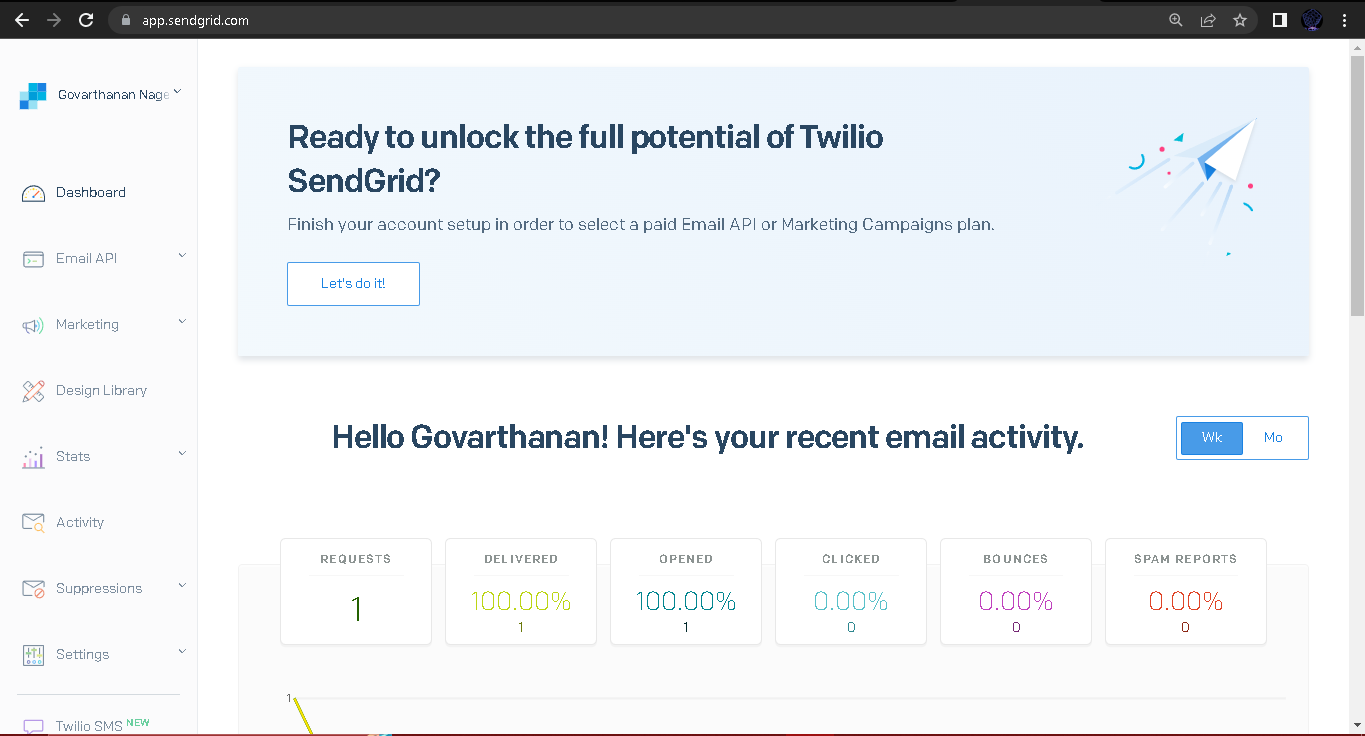 app.sendgrid.com
Govarthanan Nage
Dashboard
Email API
Marketing
Design Library
Stats
Activity
Suppressions
Settings
Twilio SMS NEW
Ready to unlock the full potential of Twilio
SendGrid?
Finish your account setup in order to select a paid Email API or Marketing Campaigns plan.
Let's do it!
Hello Govarthanan! Here's your recent email activity.
Wk Mo
REQUESTS
1
DELIVERED
100.00%
1
OPENED
100.00%
1
CLICKED
0.00%
0
BOUNCES
0.00%
0
SPAM REPORTS
0.00%
0
1